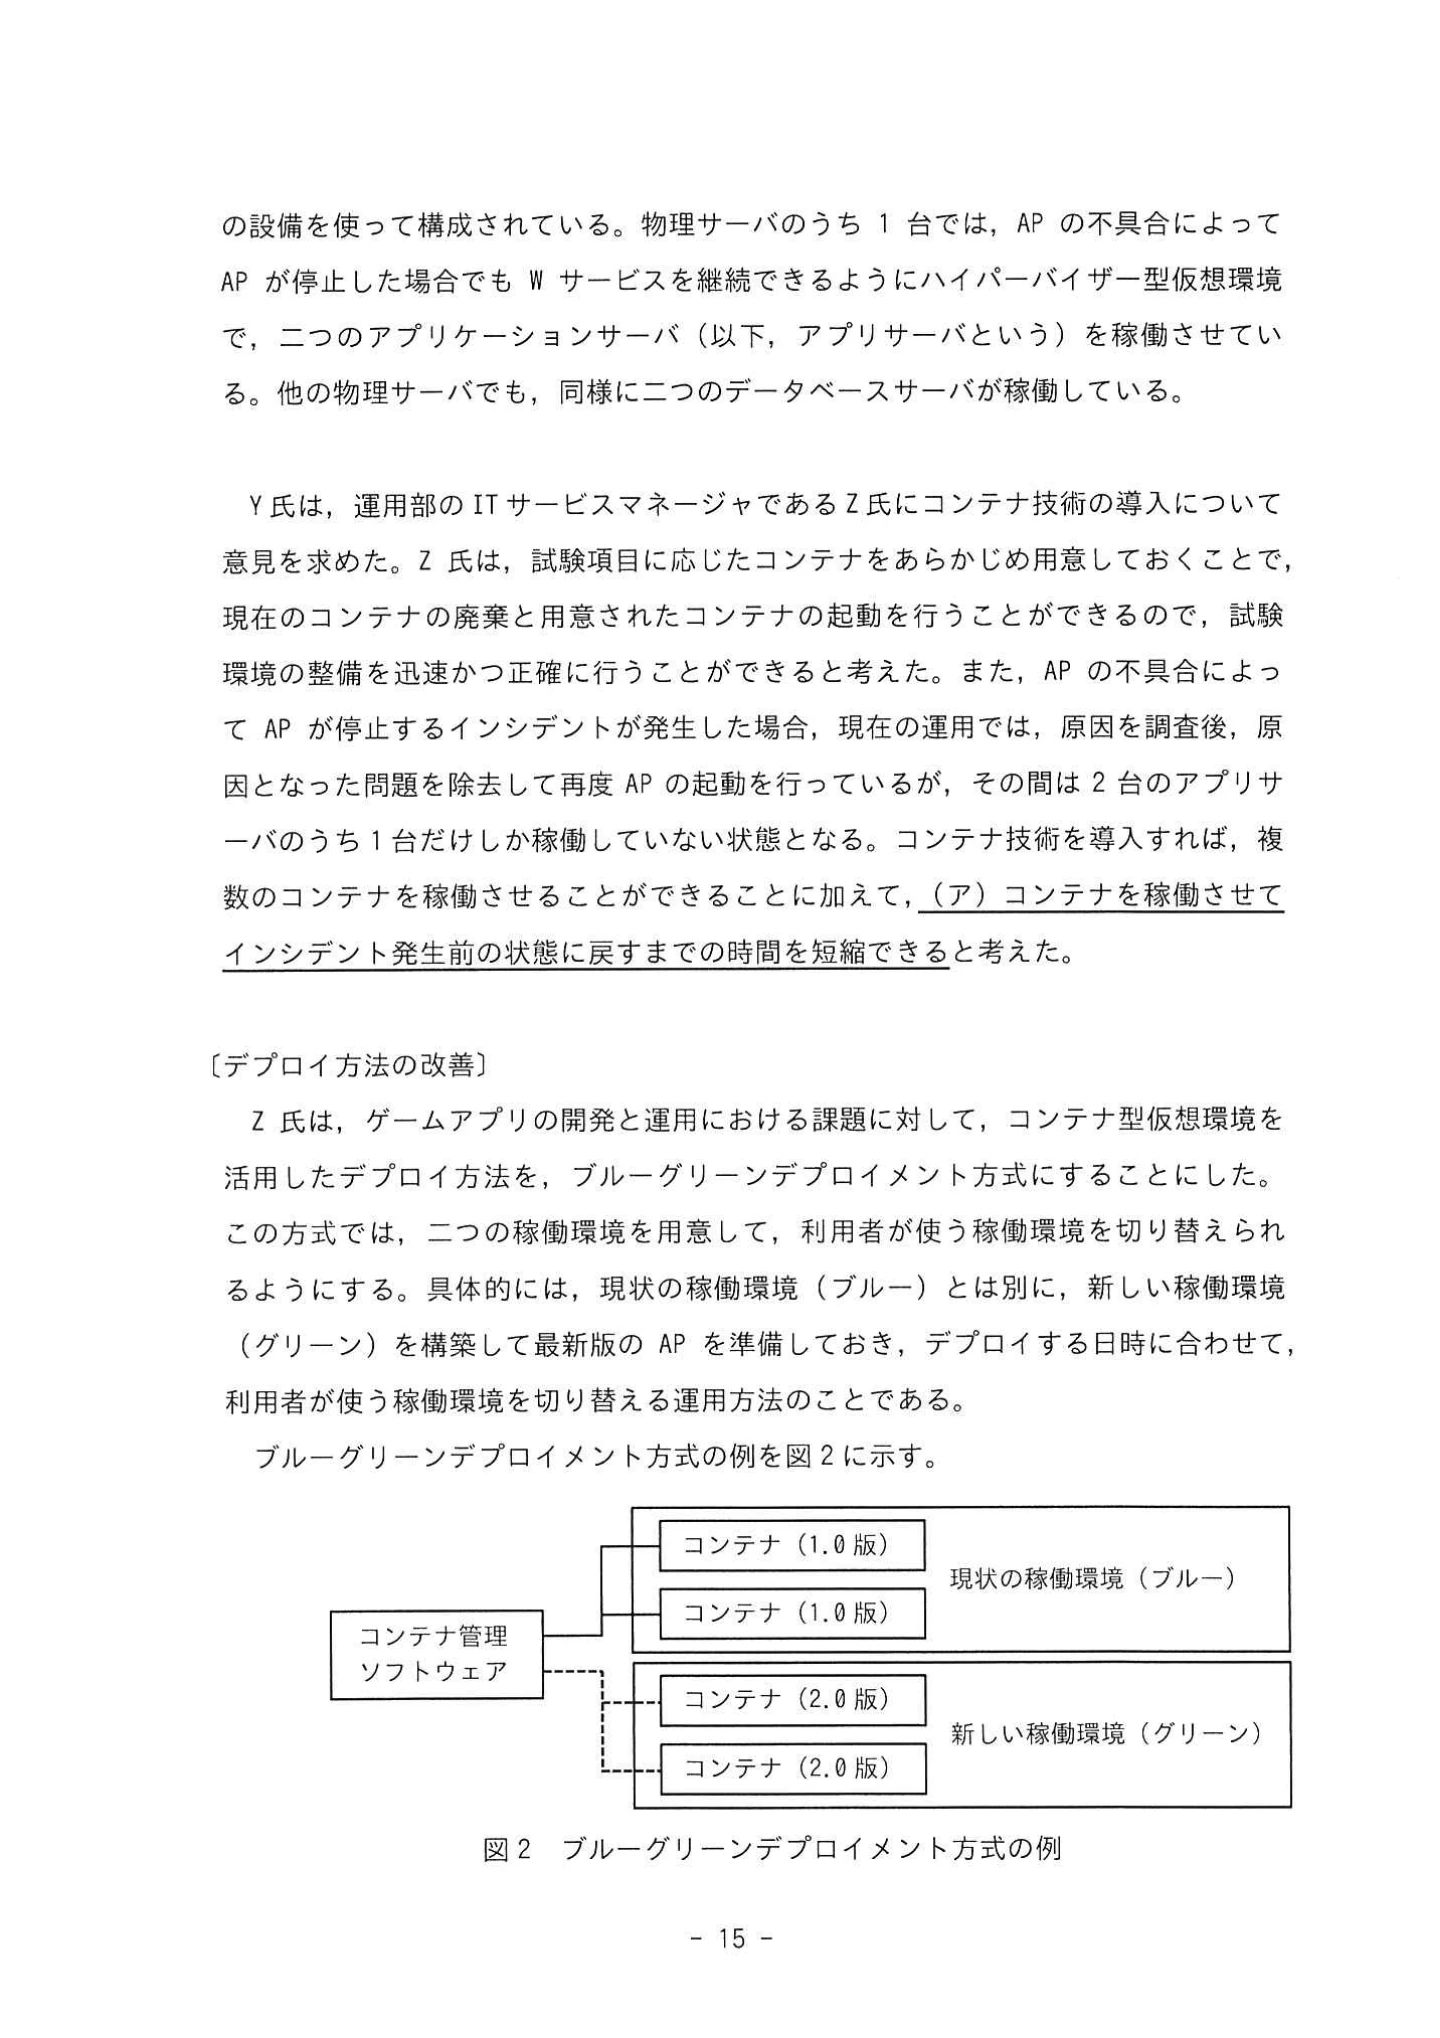 の設備を使って構成されている。物理サーバのうち 1 台では，AP の不具合によって
AP が停止した場合でも W サービスを継続できるようにハイパーバイザー型仮想環境
で，二つのアプリケーションサーバ（以下，アプリサーバという）を稼働させてい
る。他の物理サーバでも，同様に二つのデータベースサーバが稼働している。
Y氏は，運用部の IT サービスマネージャであるZ氏にコンテナ技術の導入について
意見を求めた。Z 氏は，試験項目に応じたコンテナをあらかじめ用意しておくことで，
現在のコンテナの廃棄と用意されたコンテナの起動を行うことができるので，試験
環境の整備を迅速かつ正確に行うことができると考えた。また，AP の不具合によっ
て AP が停止するインシデントが発生した場合，現在の運用では，原因を調査後，原
因となった問題を除去して再度 AP の起動を行っているが，その間は 2 台のアプリサ
ーバのうち 1 台だけしか稼働していない状態となる。コンテナ技術を導入すれば，複
数のコンテナを稼働させることができることに加えて，（ア）コンテナを稼働させて
インシデント発生前の状態に戻すまでの時間を短縮できると考えた。
〔デプロイ方法の改善〕
Z 氏は，ゲームアプリの開発と運用における課題に対して，コンテナ型仮想環境を
活用したデプロイ方法を，ブルーグリーンデプロイメント方式にすることにした。
この方式では，二つの稼働環境を用意して，利用者が使う稼働環境を切り替えられ
るようにする。具体的には，現状の稼働環境（ブルー）とは別に，新しい稼働環境
（グリーン）を構築して最新版の AP を準備しておき，デプロイする日時に合わせて，
利用者が使う稼働環境を切り替える運用方法のことである。
ブルーグリーンデプロイメント方式の例を図 2 に示す。
コンテナ（1.0 版）
現状の稼働環境（ブルー）
コンテナ（1.0 版）
コンテナ管理
ソフトウェア
コンテナ（2.0 版）
新しい稼働環境（グリーン）
コンテナ（2.0 版）
図 2　ブルーグリーンデプロイメント方式の例
- 15 -